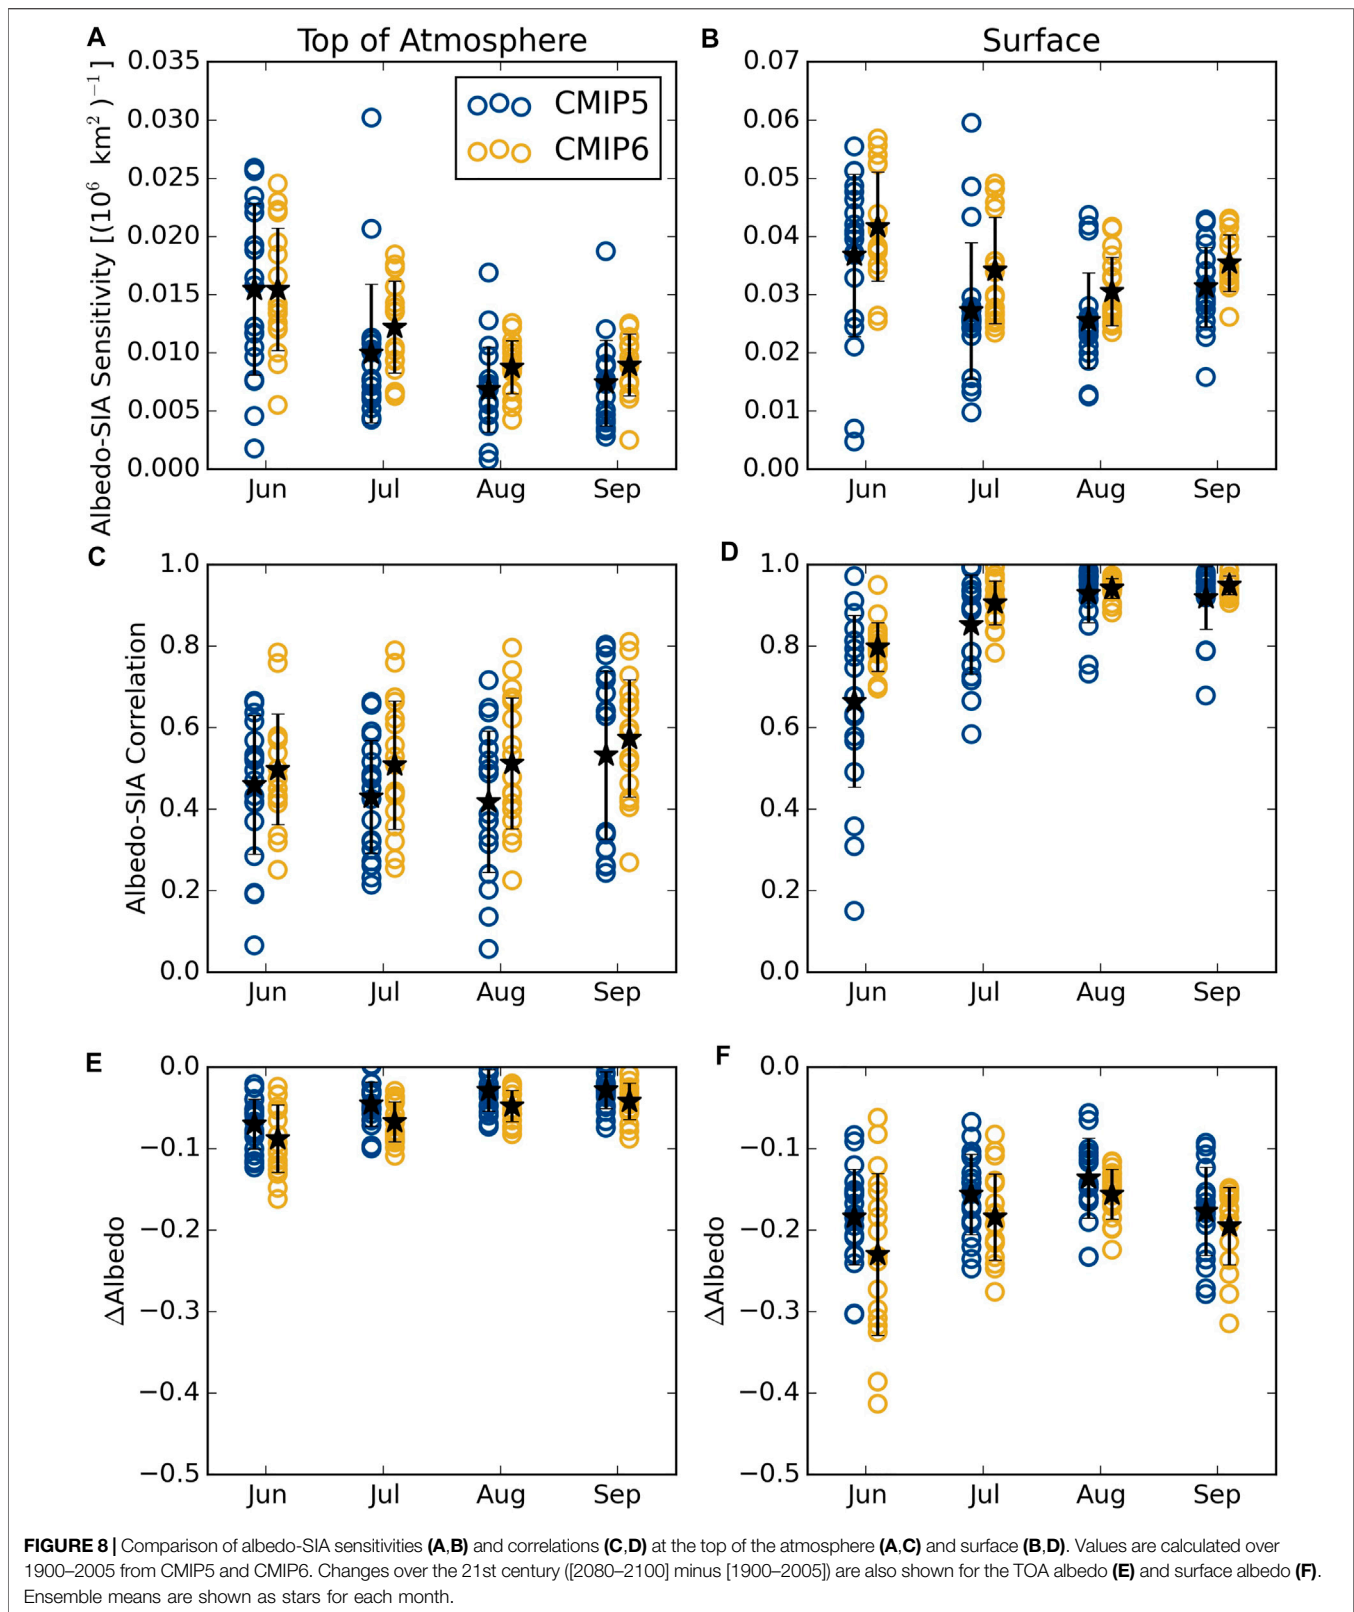 A Top of Atmosphere B Surface
Albedo-SIA Sensitivity [(10⁶ km²)⁻¹]
0.035
0.030
0.025
0.020
0.015
0.010
0.005
0.000
CMIP5
CMIP6
Jun Jul Aug Sep
0.07
0.06
0.05
0.04
0.03
0.02
0.01
0.00
Jun Jul Aug Sep
C
Albedo-SIA Correlation
1.0
0.8
0.6
0.4
0.2
0.0
Jun Jul Aug Sep
D
1.0
0.8
0.6
0.4
0.2
0.0
Jun Jul Aug Sep
E
ΔAlbedo
0.0
−0.1
−0.2
−0.3
−0.4
−0.5
Jun Jul Aug Sep
F
ΔAlbedo
0.0
−0.1
−0.2
−0.3
−0.4
−0.5
Jun Jul Aug Sep
FIGURE 8 | Comparison of albedo-SIA sensitivities (A,B) and correlations (C,D) at the top of the atmosphere (A,C) and surface (B,D). Values are calculated over
1900–2005 from CMIP5 and CMIP6. Changes over the 21st century ([2080–2100] minus [1900–2005]) are also shown for the TOA albedo (E) and surface albedo (F).
Ensemble means are shown as stars for each month.